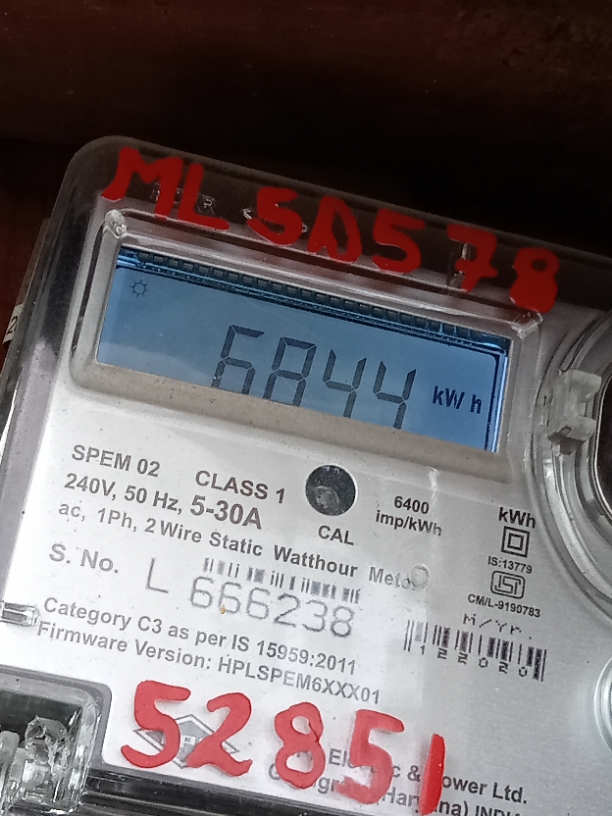 ML5D578
6844 kWh
SPEM 02 CLASS 1
240V, 50 Hz, 5-30A
CAL
6400
imp/kWh
kWh
ac, 1Ph, 2 Wire Static Watthour
IS:13779
CM/L-9190783
S. No. L 666238
M/YR.
122020
Category C3 as per IS 15959:2011
Firmware Version: HPLSPEM6XXX01
52851
&
Ltd.